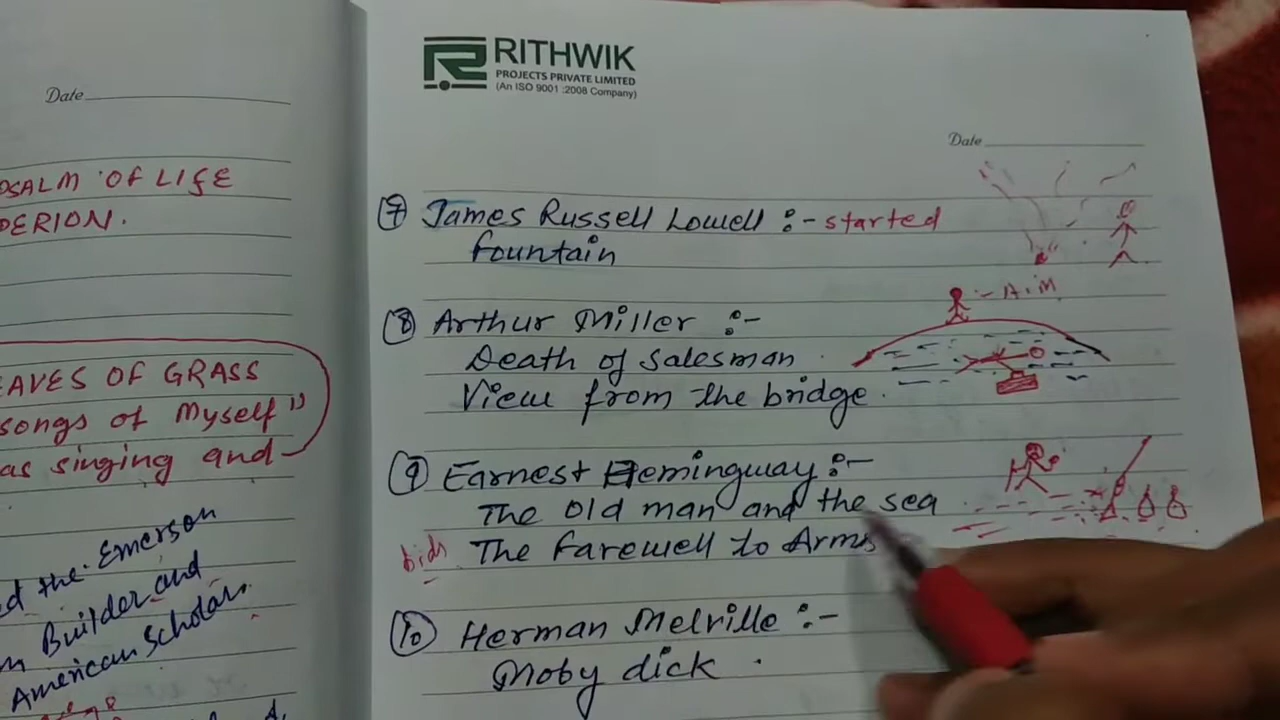 Date
PSALM OF LIFE
PERION.
EAVES OF GRASS
songs of Myself"
as singing and
ed the Emerson
Builder and
American Scholar
RITHWIK
PROJECTS PRIVATE LIMITED
(An ISO 9001 :2008 Company)
Date
7 James Russell Lowell :- started
fountain
8 Arthur Miller :- - A.M
Death of Salesman
View from the bridge.
9 Earnest Hemingway :-
The Old man and the sea
bids The Farewell to Arms
10 Herman Melville :-
Moby dick .